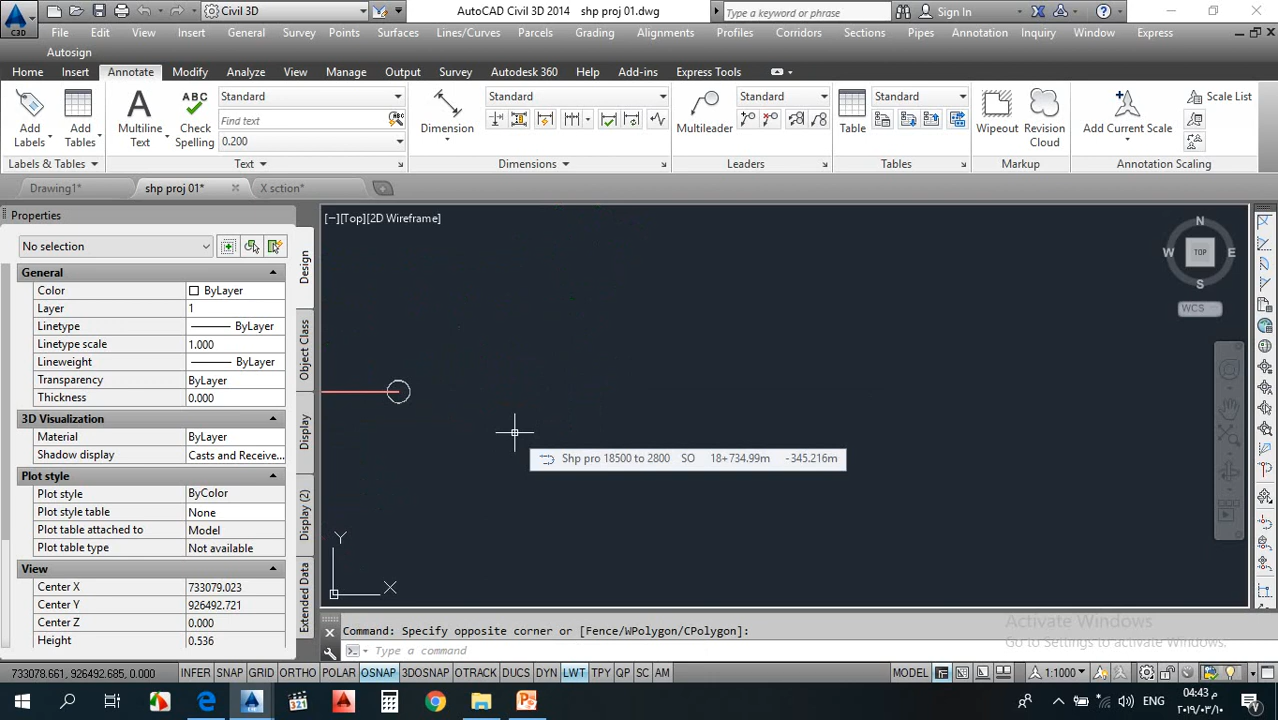 Civil 3D
AutoCAD Civil 3D 2014
shp proj 01.dwg
Type a keyword or phrase
Sign In
C3D
File
Edit
View
Insert
General
Survey
Points
Surfaces
Lines/Curves
Parcels
Grading
Alignments
Profiles
Corridors
Sections
Pipes
Annotation
Inquiry
Window
Express
Autosign
Home
Insert
Annotate
Modify
Analyze
View
Manage
Output
Survey
Autodesk 360
Help
Add-ins
Express Tools
Add Labels
Add Tables
Multiline Text
ABC
Check Spelling
Standard
Find text
0.200
Dimension
Standard
Multileader
Standard
Table
Standard
Wipeout
Revision Cloud
Add Current Scale
Scale List
Labels & Tables
Text
Dimensions
Leaders
Tables
Markup
Annotation Scaling
Drawing1*
shp proj 01*
X sction*
Properties
No selection
General
Color ByLayer
Layer 1
Linetype ByLayer
Linetype scale 1.000
Lineweight ByLayer
Transparency ByLayer
Thickness 0.000
3D Visualization
Material ByLayer
Shadow display Casts and Receive...
Plot style
Plot style ByColor
Plot style table None
Plot table attached to Model
Plot table type Not available
View
Center X 733079.023
Center Y 926492.721
Center Z 0.000
Height 0.536
Design
Object Class
Display
Display (2)
Extended Data
[−][Top][2D Wireframe]
N
W
TOP
E
S
WCS
Shp pro 18500 to 2800 SO 18+734.99m -345.216m
Y
X
Command: Specify opposite corner or [Fence/WPolygon/CPolygon]:
Type a command
Activate Windows
Go to Settings to activate Windows.
733078.661, 926492.685, 0.000
INFER
SNAP
GRID
ORTHO
POLAR
OSNAP
3DOSNAP
OTRACK
DUCS
DYN
LWT
TPY
QP
SC
AM
MODEL
1:1000
321
ENG
04:43 م
٢٠١٩/٠٣/١٠